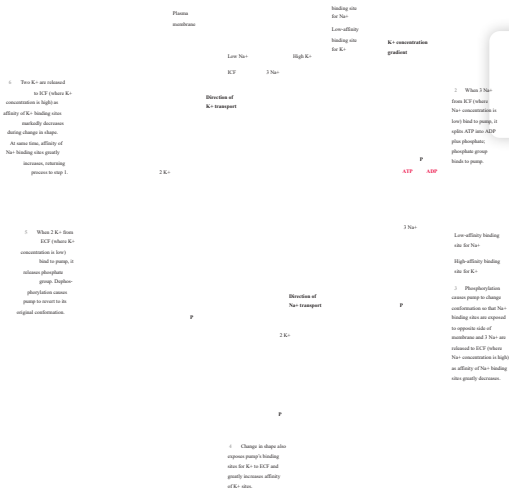 Plasma
membrane
binding site
for Na+
Low-affinity
binding site
for K+
K+ concentration
gradient
Low Na+ High K+
ICF 3 Na+
Direction of
K+ transport
6 Two K+ are released
to ICF (where K+
concentration is high) as
affinity of K+ binding sites
markedly decreases
during change in shape.
At same time, affinity of
Na+ binding sites greatly
increases, returning
process to step 1.
2 K+
2 When 3 Na+
from ICF (where
Na+ concentration is
low) bind to pump, it
splits ATP into ADP
plus phosphate;
phosphate group
binds to pump.
P
ATP ADP
5 When 2 K+ from
ECF (where K+
concentration is low)
bind to pump, it
releases phosphate
group. Dephos-
phorylation causes
pump to revert to its
original conformation.
3 Na+
Low-affinity binding
site for Na+
High-affinity binding
site for K+
Direction of
Na+ transport
P
P
2 K+
3 Phosphorylation
causes pump to change
conformation so that Na+
binding sites are exposed
to opposite side of
membrane and 3 Na+ are
released to ECF (where
Na+ concentration is high)
as affinity of Na+ binding
sites greatly decreases.
P
4 Change in shape also
exposes pump's binding
sites for K+ to ECF and
greatly increases affinity
of K+ sites.